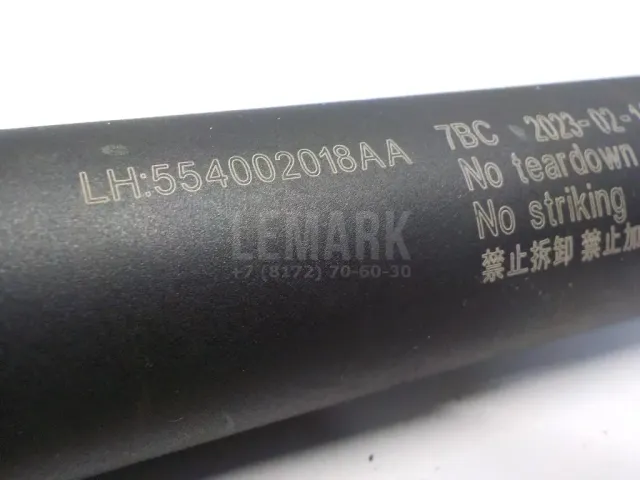 LH:554002018AA
7BC 2023-02-
No teardown
No striking
禁止拆卸 禁止加
LEMARK
+7 (8172) 70-60-30